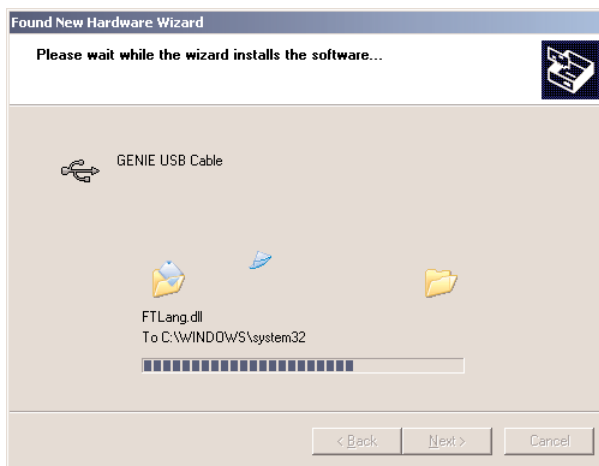 Found New Hardware Wizard
Please wait while the wizard installs the software...
GENIE USB Cable
FTLang.dll
To C:\WINDOWS\system32
< Back
Next >
Cancel